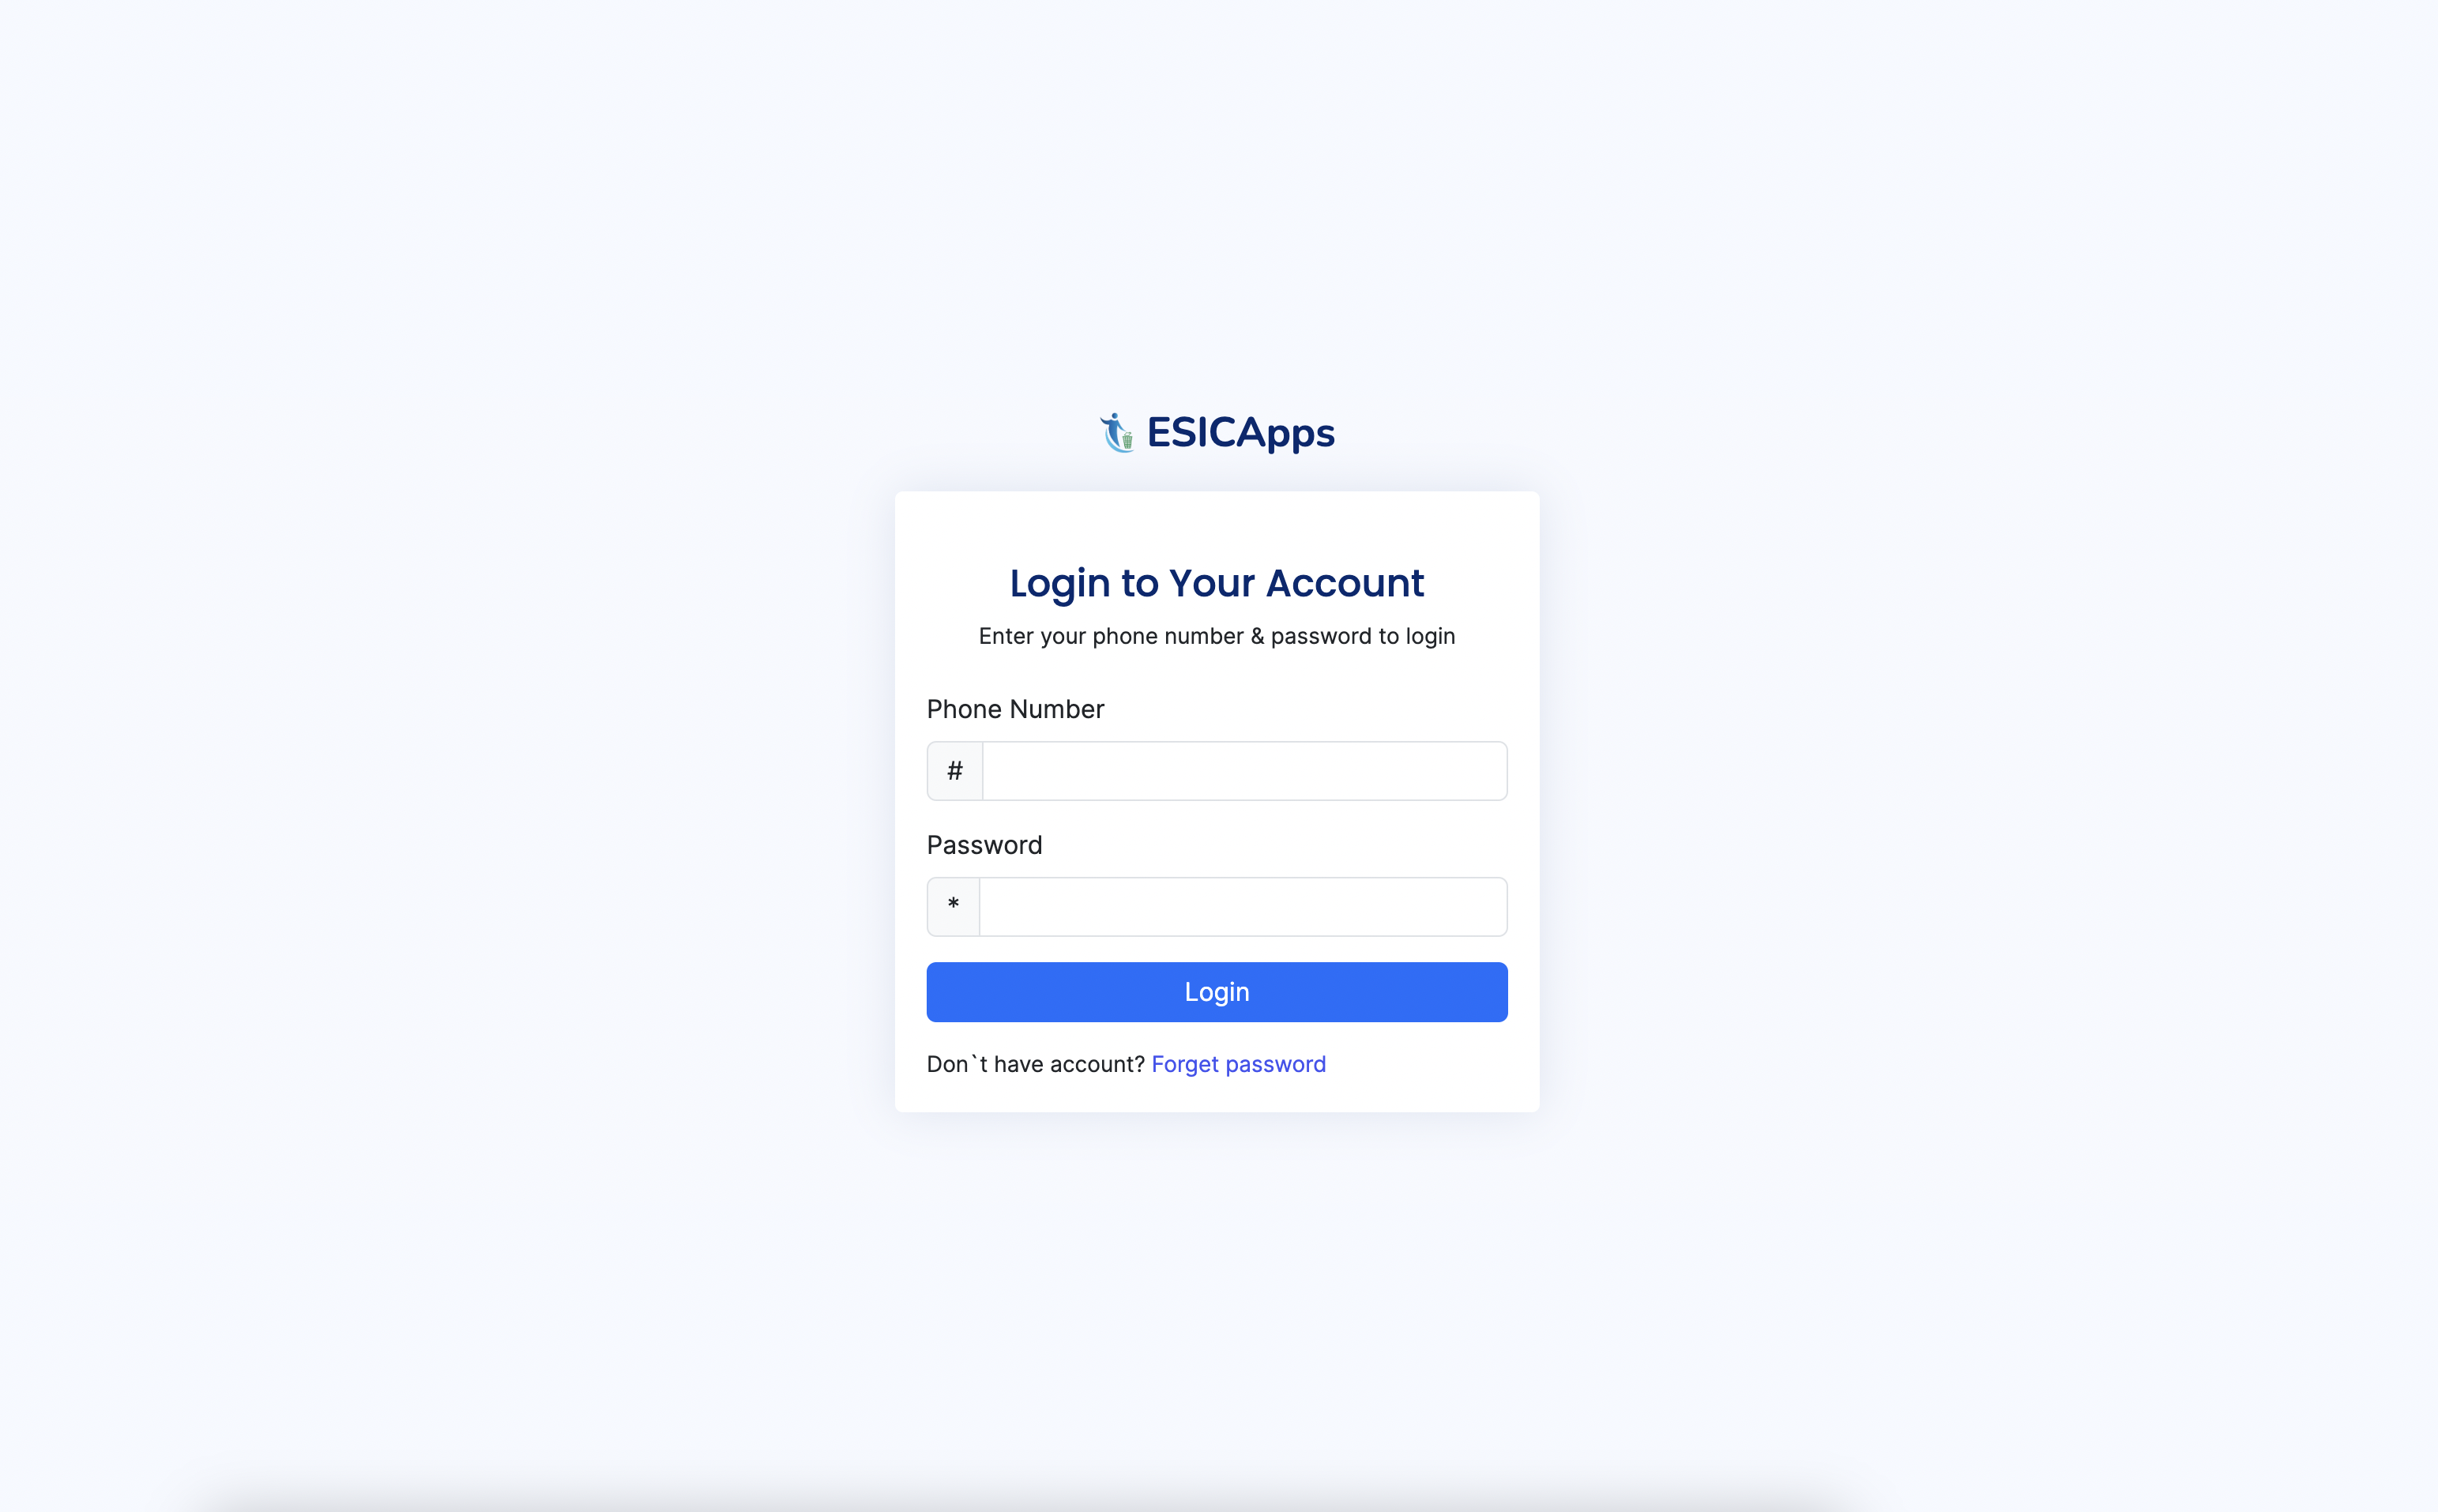 ESICApps
Login to Your Account
Enter your phone number & password to login
Phone Number
#
Password
*
Login
Don`t have account? Forget password